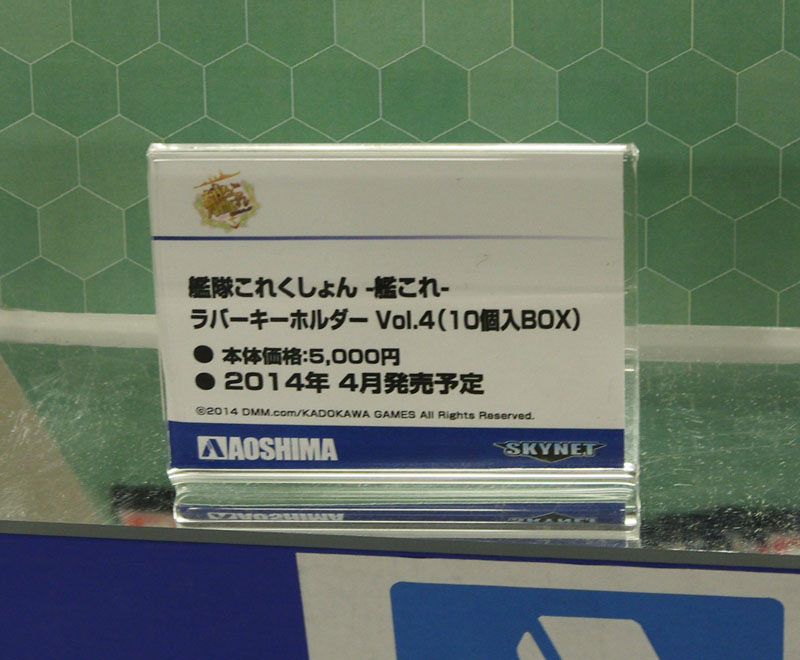 艦隊これくしょん -艦これ-
ラバーキーホルダー Vol.4(10個入BOX)
● 本体価格:5,000円
● 2014年 4月発売予定
©2014 DMM.com/KADOKAWA GAMES All Rights Reserved.
AOSHIMA
SKYNET